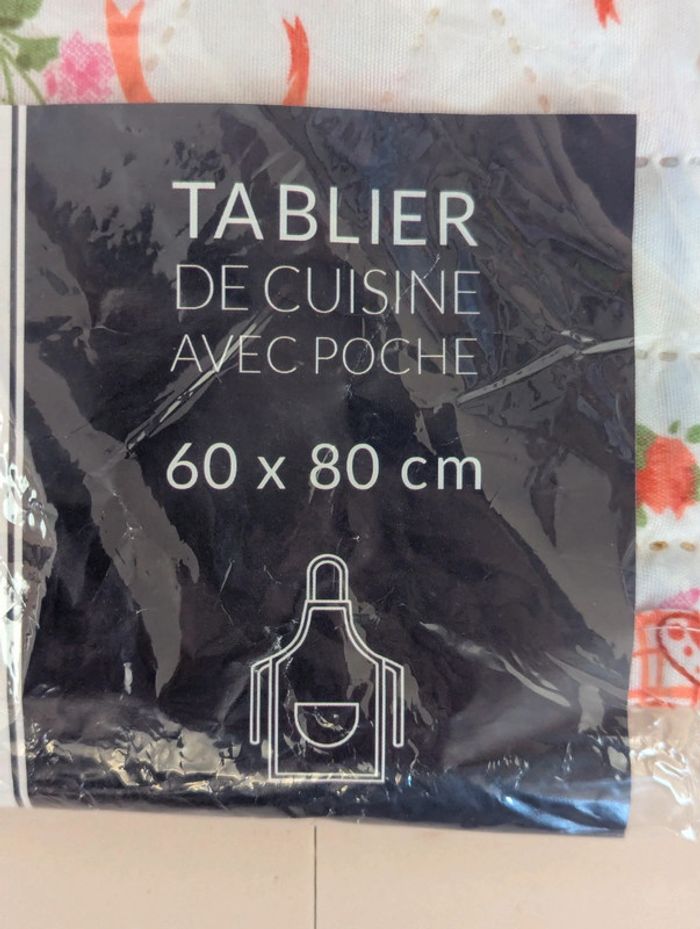 TABLIER
DE CUISINE
AVEC POCHE
60 x 80 cm